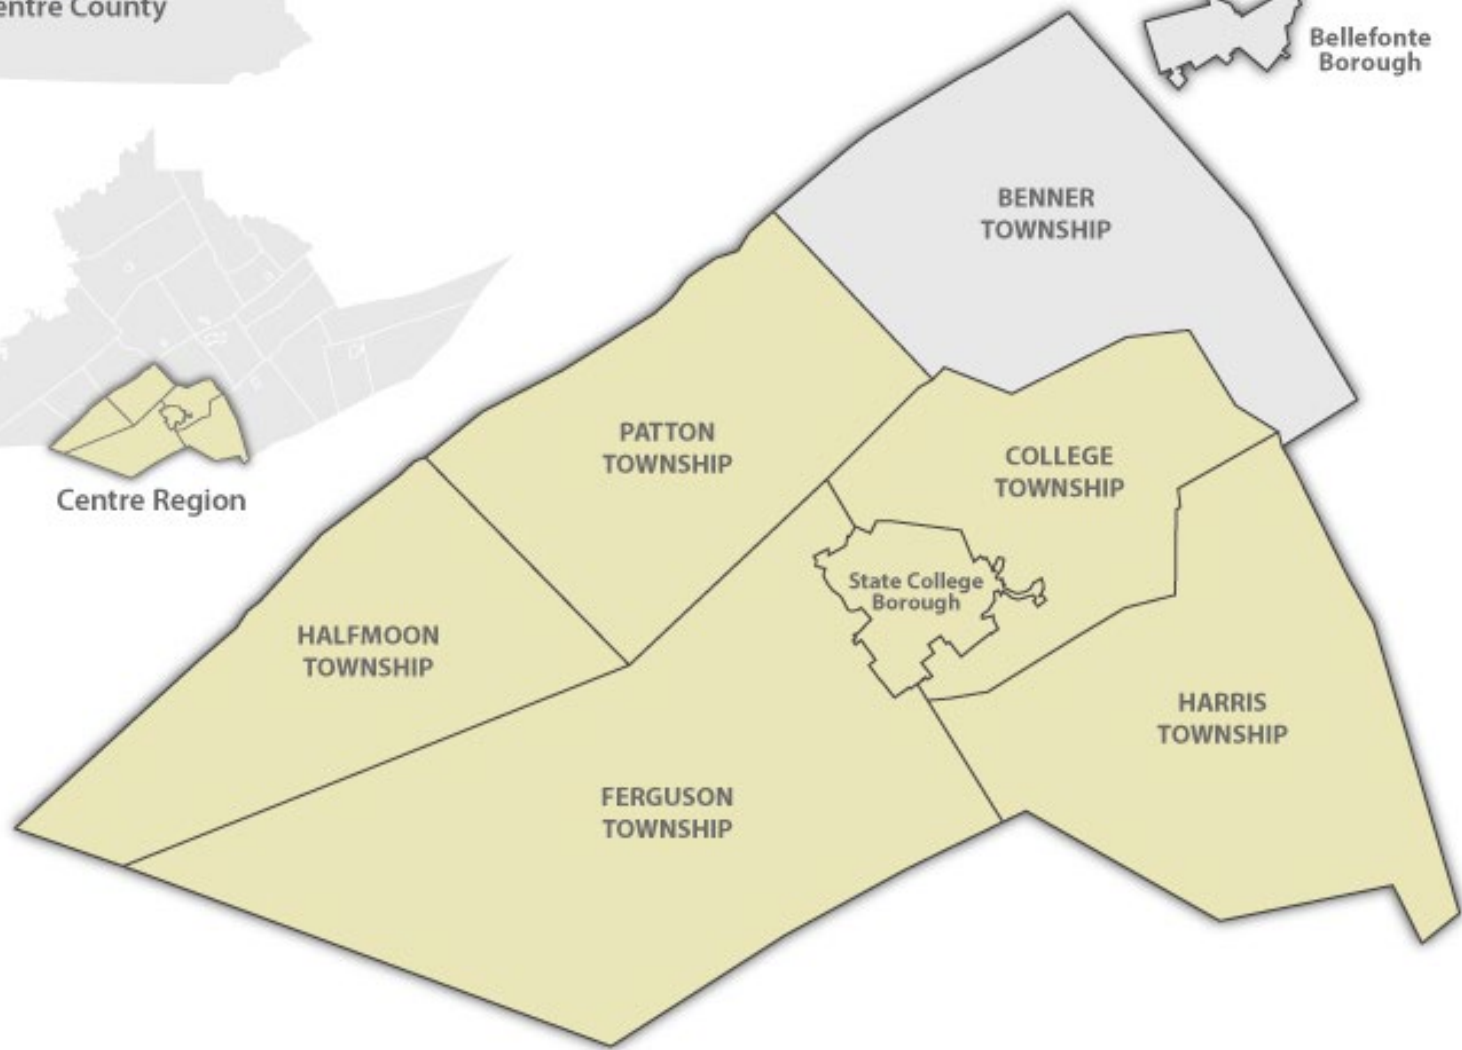 entre County
Bellefonte
Borough
BENNER
TOWNSHIP
PATTON
TOWNSHIP
COLLEGE
TOWNSHIP
Centre Region
State College
Borough
HALFMOON
TOWNSHIP
HARRIS
TOWNSHIP
FERGUSON
TOWNSHIP